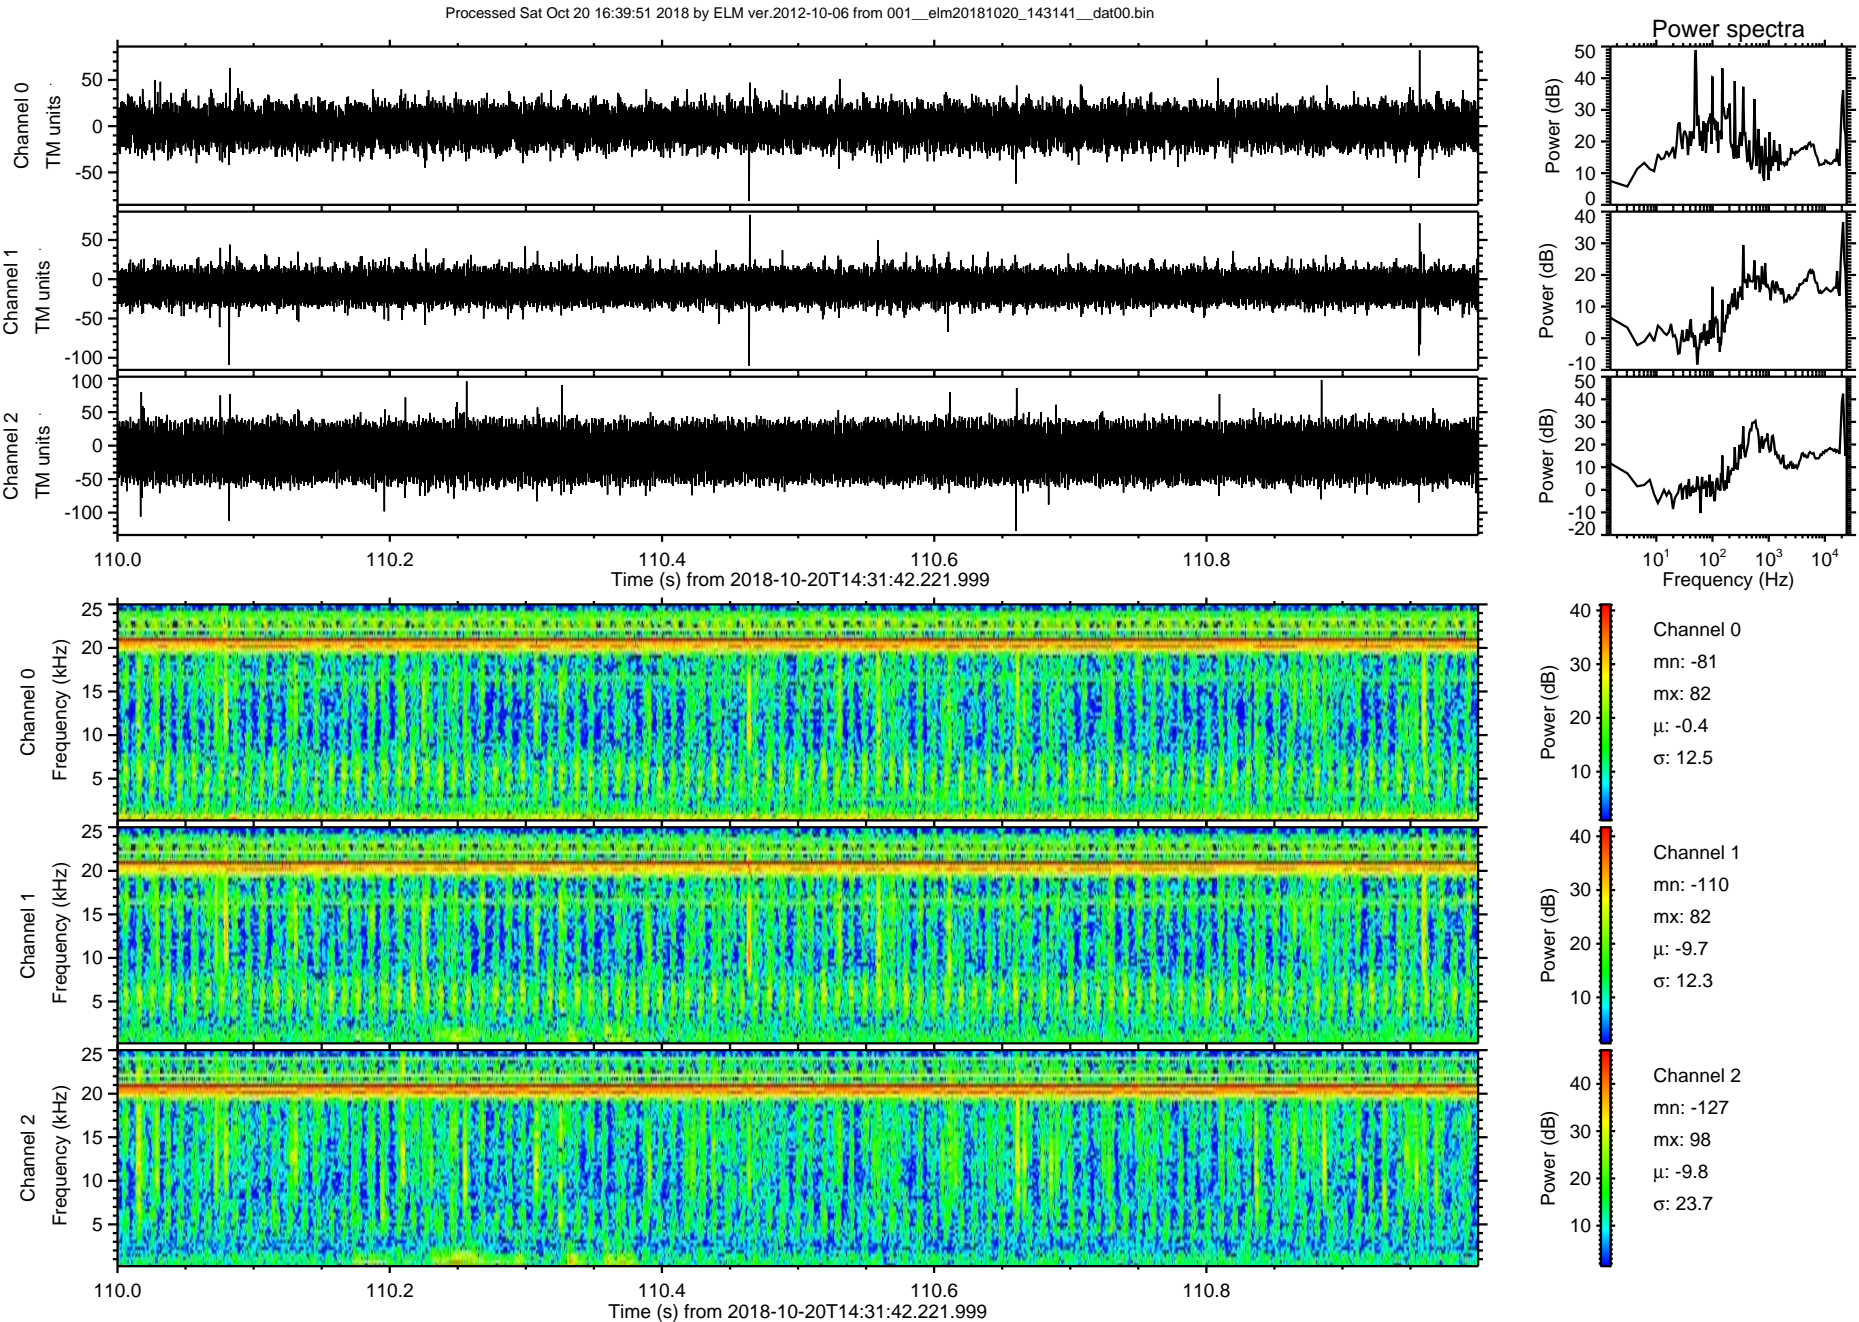 Processed Sat Oct 20 16:39:51 2018 by ELM ver.2012-10-06 from 001__elm20181020_143141__dat00.bin
Power spectra
Channel 0
TM units
50
0
-50
Power (dB)
50
40
30
20
10
0
Channel 1
TM units
50
0
-50
-100
Power (dB)
40
30
20
10
0
-10
Channel 2
TM units
100
50
0
-50
-100
Power (dB)
50
40
30
20
10
0
-10
-20
110.0 110.2 110.4 110.6 110.8
Time (s) from 2018-10-20T14:31:42.221.999
10¹ 10² 10³ 10⁴
Frequency (Hz)
Channel 0
Frequency (kHz)
25
20
15
10
5
Power (dB)
40
30
20
10
Channel 0
mn: -81
mx: 82
µ: -0.4
σ: 12.5
Channel 1
Frequency (kHz)
25
20
15
10
5
Power (dB)
40
30
20
10
Channel 1
mn: -110
mx: 82
µ: -9.7
σ: 12.3
Channel 2
Frequency (kHz)
25
20
15
10
5
Power (dB)
40
30
20
10
Channel 2
mn: -127
mx: 98
µ: -9.8
σ: 23.7
110.0 110.2 110.4 110.6 110.8
Time (s) from 2018-10-20T14:31:42.221.999